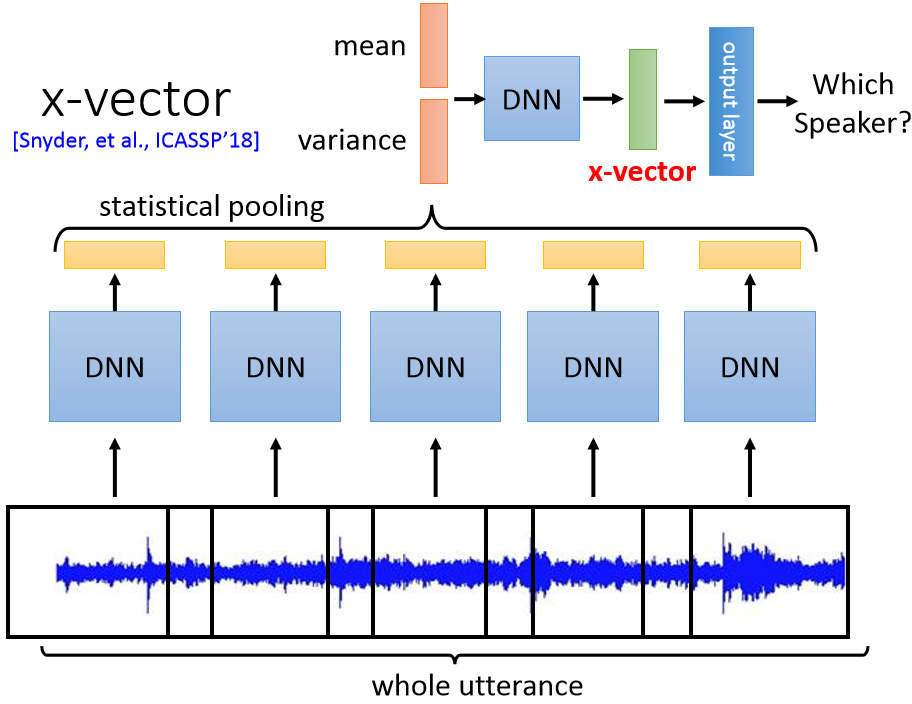 mean
x-vector
[Snyder, et al., ICASSP’18]
variance
DNN
x-vector
output layer
Which
Speaker?
statistical pooling
DNN
DNN
DNN
DNN
DNN
whole utterance